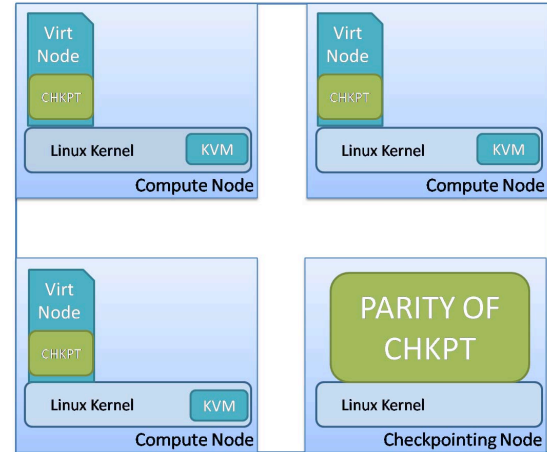 Virt
Node
CHKPT
Linux Kernel KVM
Compute Node
Virt
Node
CHKPT
Linux Kernel KVM
Compute Node
Virt
Node
CHKPT
Linux Kernel KVM
Compute Node
PARITY OF
CHKPT
Linux Kernel
Checkpointing Node